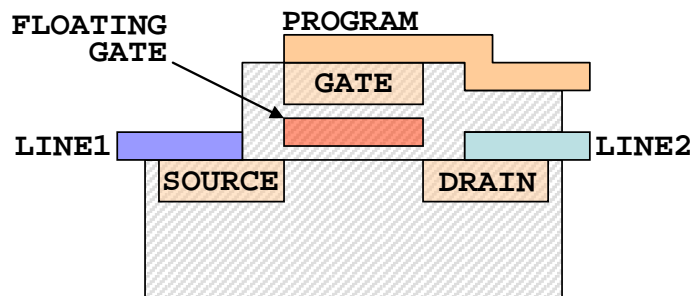 FLOATING
GATE
PROGRAM
GATE
LINE1
LINE2
SOURCE
DRAIN